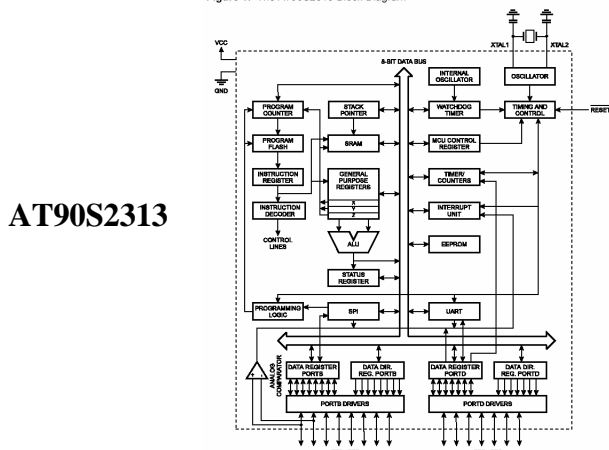 AT90S2313
VCC
GND
XTAL1
XTAL2
8-BIT DATA BUS
INTERNAL
OSCILLATOR
OSCILLATOR
PROGRAM
COUNTER
STACK
POINTER
WATCHDOG
TIMER
TIMING AND
CONTROL
RESET
PROGRAM
FLASH
SRAM
MCU CONTROL
REGISTER
INSTRUCTION
REGISTER
GENERAL
PURPOSE
REGISTERS
X
Y
Z
TIMER/
COUNTERS
INSTRUCTION
DECODER
INTERRUPT
UNIT
CONTROL
LINES
ALU
EEPROM
STATUS
REGISTER
PROGRAMMING
LOGIC
SPI
UART
ANALOG
COMPARATOR
+
-
DATA REGISTER
PORTB
DATA DIR.
REG. PORTB
DATA REGISTER
PORTD
DATA DIR.
REG. PORTD
PORTB DRIVERS
PORTD DRIVERS